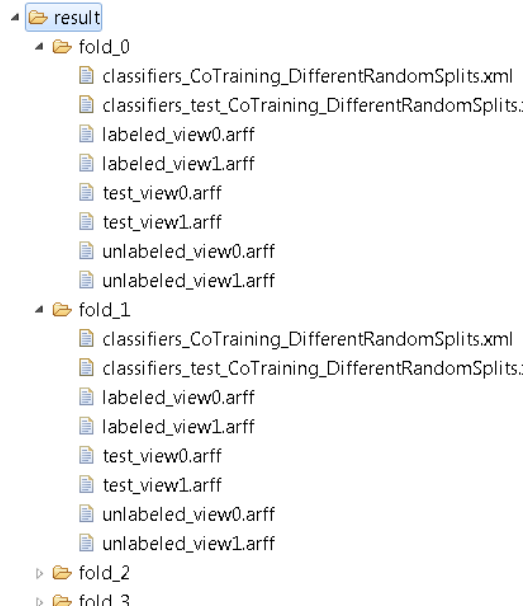 result
fold_0
classifiers_CoTraining_DifferentRandomSplits.xml
classifiers_test_CoTraining_DifferentRandomSplits.
labeled_view0.arff
labeled_view1.arff
test_view0.arff
test_view1.arff
unlabeled_view0.arff
unlabeled_view1.arff
fold_1
classifiers_CoTraining_DifferentRandomSplits.xml
classifiers_test_CoTraining_DifferentRandomSplits.
labeled_view0.arff
labeled_view1.arff
test_view0.arff
test_view1.arff
unlabeled_view0.arff
unlabeled_view1.arff
fold_2
fold_3